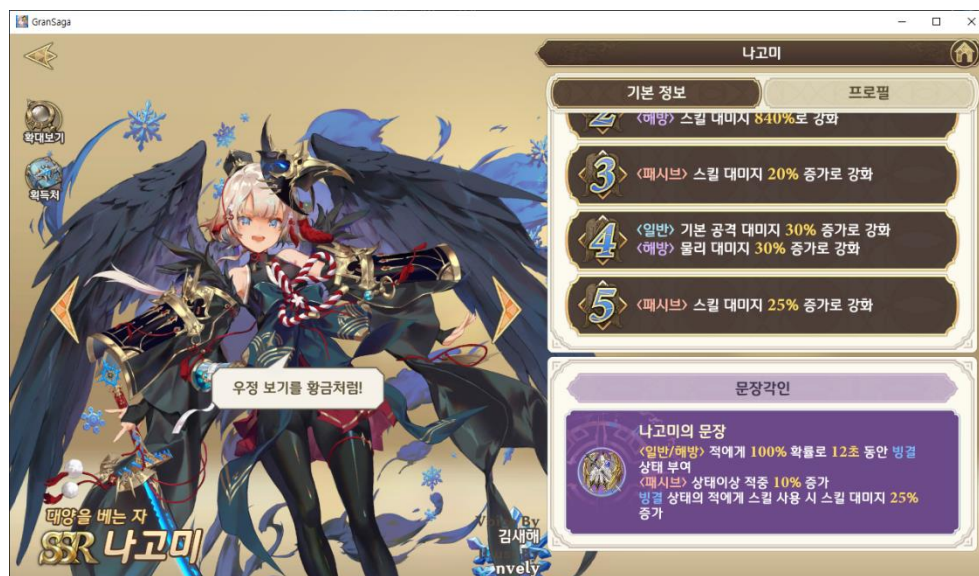 GranSaga
나고미
확대보기
획득처
기본 정보
프로필
2
<해방> 스킬 대미지 840%로 강화
3
<패시브> 스킬 대미지 20% 증가로 강화
4
<일반> 기본 공격 대미지 30% 증가로 강화
<해방> 물리 대미지 30% 증가로 강화
5
<패시브> 스킬 대미지 25% 증가로 강화
우정 보기를 황금처럼!
문장각인
나고미의 문장
<일반/해방> 적에게 100% 확률로 12초 동안 빙결
상태 부여
<패시브> 상태이상 적중 10% 증가
빙결 상태의 적에게 스킬 사용 시 스킬 대미지 25%
증가
대양을 베는 자
SSR 나고미
Voice By
김새해
By
nvely